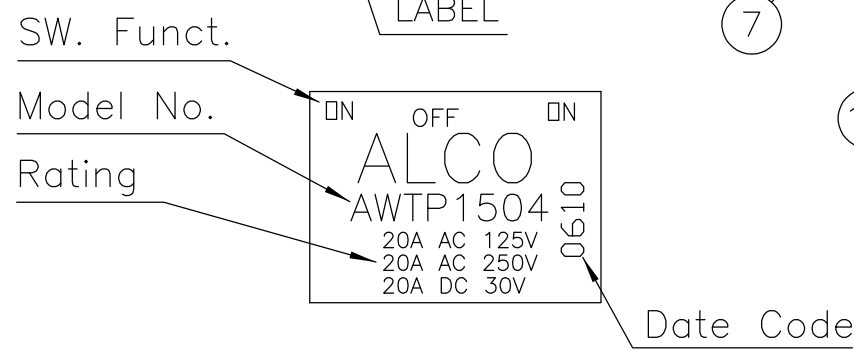 LABEL
7
SW. Funct.
ON OFF ON
Model No.
ALCO
Rating
AWTP1504
0610
20A AC 125V
20A AC 250V
20A DC 30V
Date Code